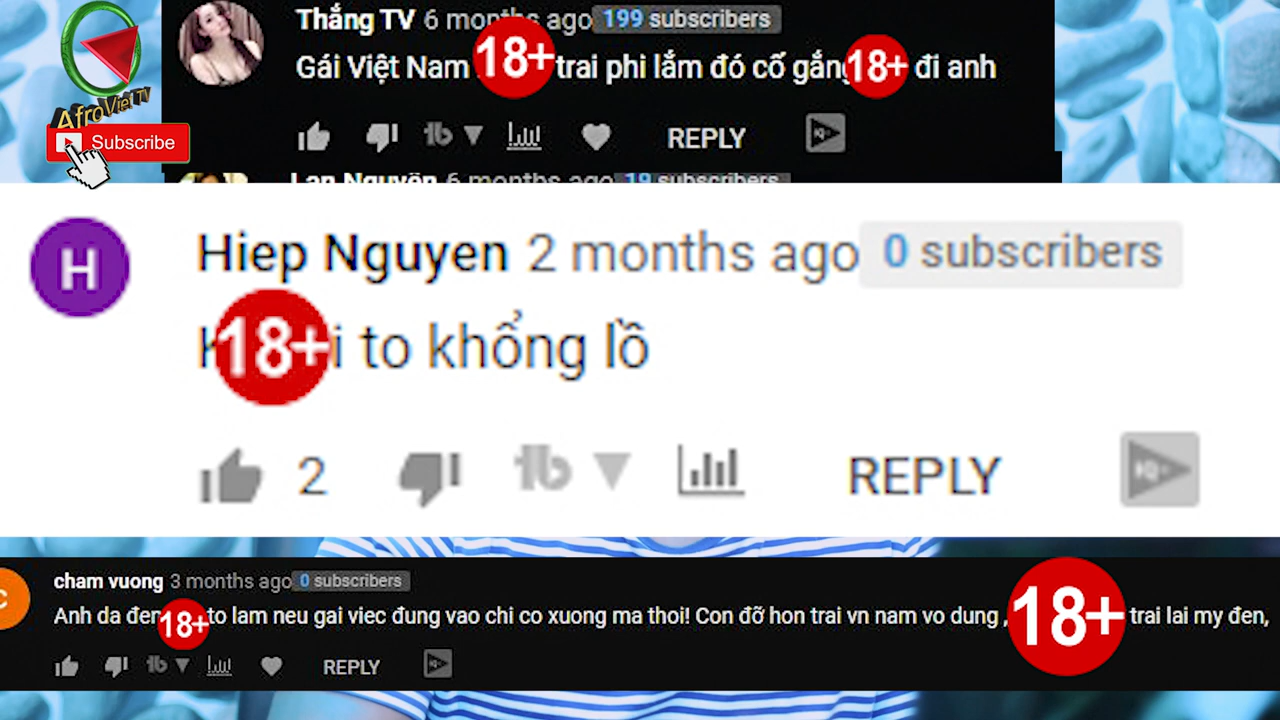 Thắng TV 6 months ago 199 subscribers
Gái Việt Nam 18+ trai phi lắm đó cố gắng 18+ đi anh
REPLY
AfroViet TV
Subscribe
Lan Nguyên 6 months ago 19 subscribers
H
Hiep Nguyen 2 months ago 0 subscribers
K 18+ i to khổng lồ
2 REPLY
c
cham vuong 3 months ago 0 subscribers
Anh da đen 18+ to lam neu gai viec đung vao chi co xuong ma thoi! Con đỡ hon trai vn nam vo dung , 18+ trai lai my đen,
REPLY